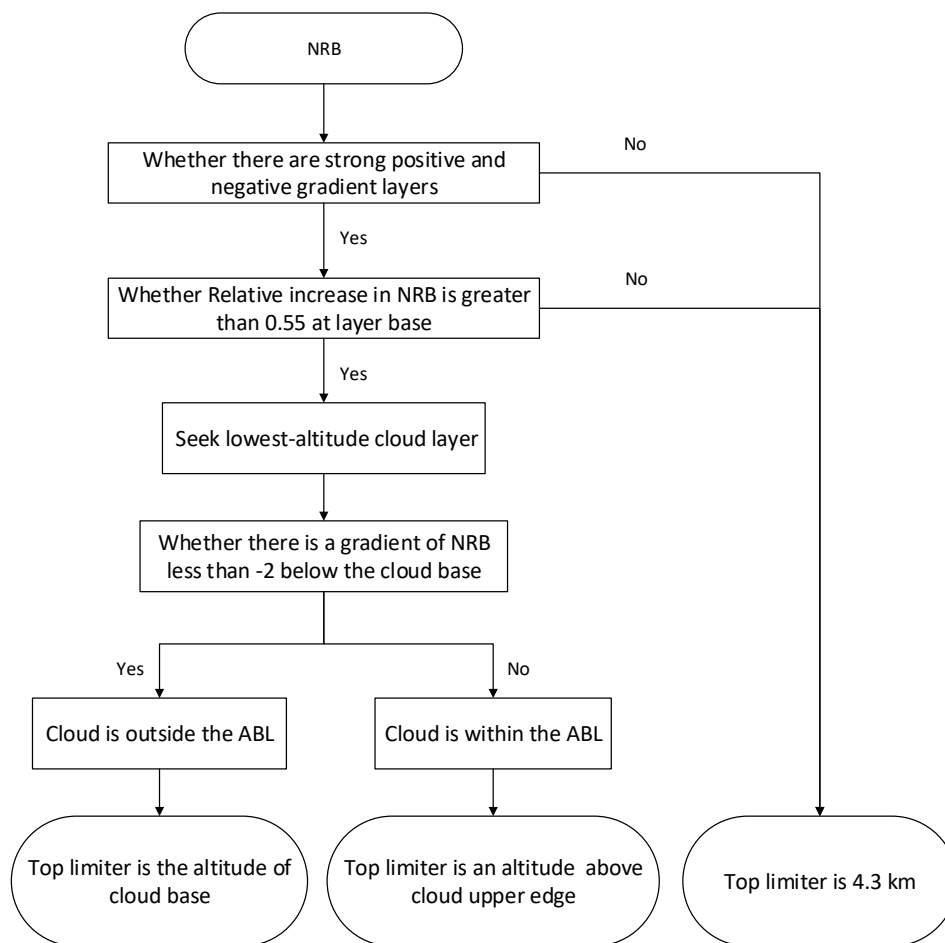 NRB
Whether there are strong positive and
negative gradient layers
No
Yes
Whether Relative increase in NRB is greater
than 0.55 at layer base
No
Yes
Seek lowest-altitude cloud layer
Whether there is a gradient of NRB
less than -2 below the cloud base
Yes
No
Cloud is outside the ABL
Cloud is within the ABL
Top limiter is the altitude of
cloud base
Top limiter is an altitude above
cloud upper edge
Top limiter is 4.3 km